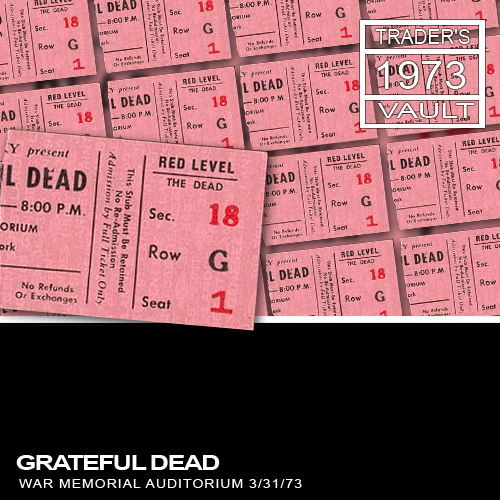 TRADER'S
1973
VAULT
Y present
L DEAD
8:00 P.M.
ORIUM
ork
No Refunds
Or Exchanges
This Stub Must Be Retained
No Re-Admission
Admission by Full Ticket Only
RED LEVEL
THE DEAD
Sec. 18
Row G
Seat 1
GRATEFUL DEAD
WAR MEMORIAL AUDITORIUM 3/31/73